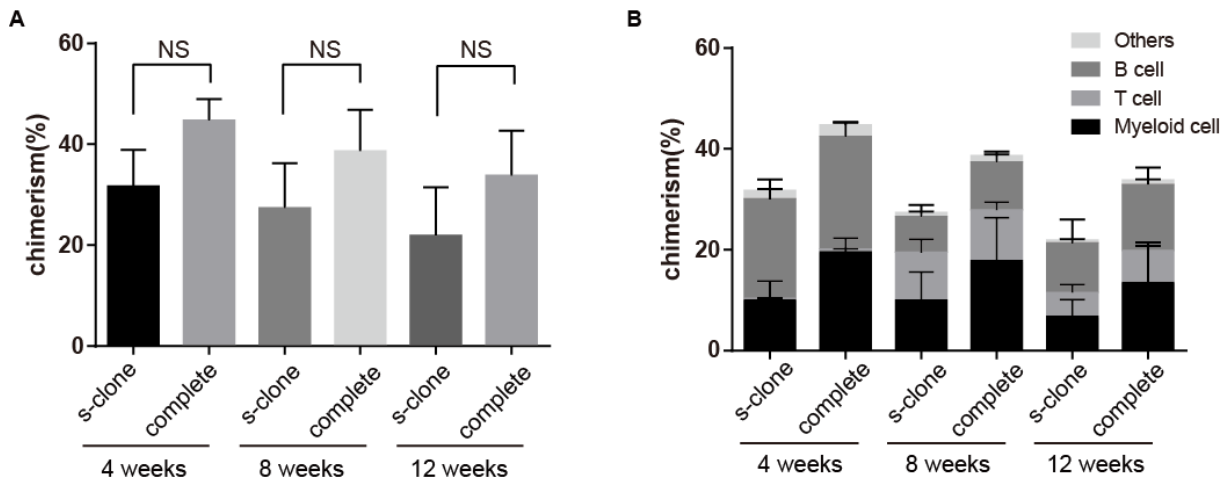 A
60
40
20
0
chimerism(%)
NS
NS
NS
s-clone
complete
s-clone
complete
s-clone
complete
4 weeks
8 weeks
12 weeks
B
60
40
20
0
chimerism(%)
Others
B cell
T cell
Myeloid cell
s-clone
complete
s-clone
complete
s-clone
complete
4 weeks
8 weeks
12 weeks